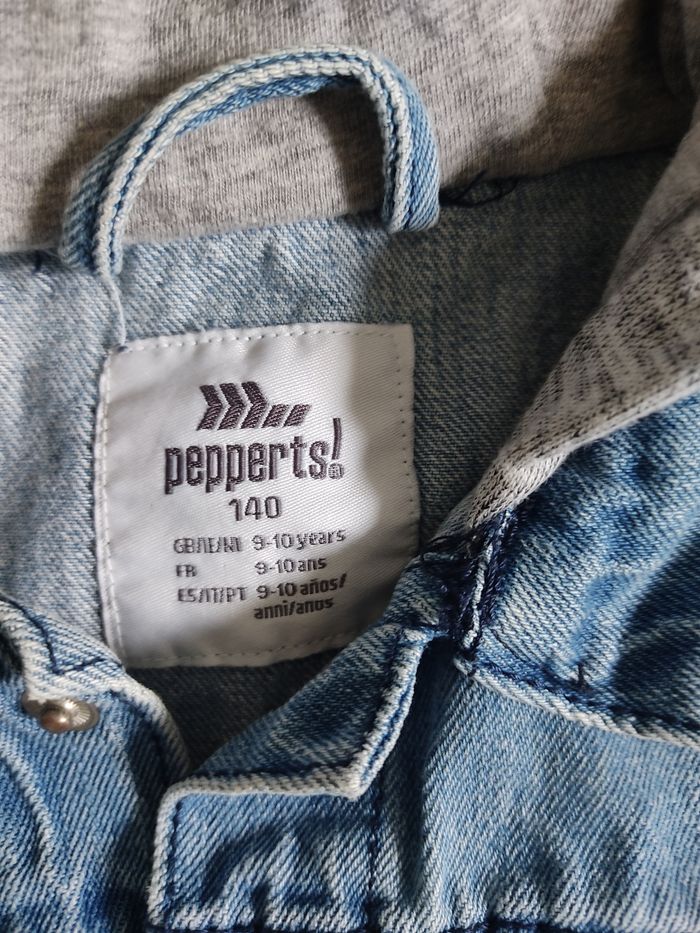 pepperts!®
140
GB/IE/NI 9-10 years
FR 9-10 ans
ES/IT/PT 9-10 años/
anni/anos